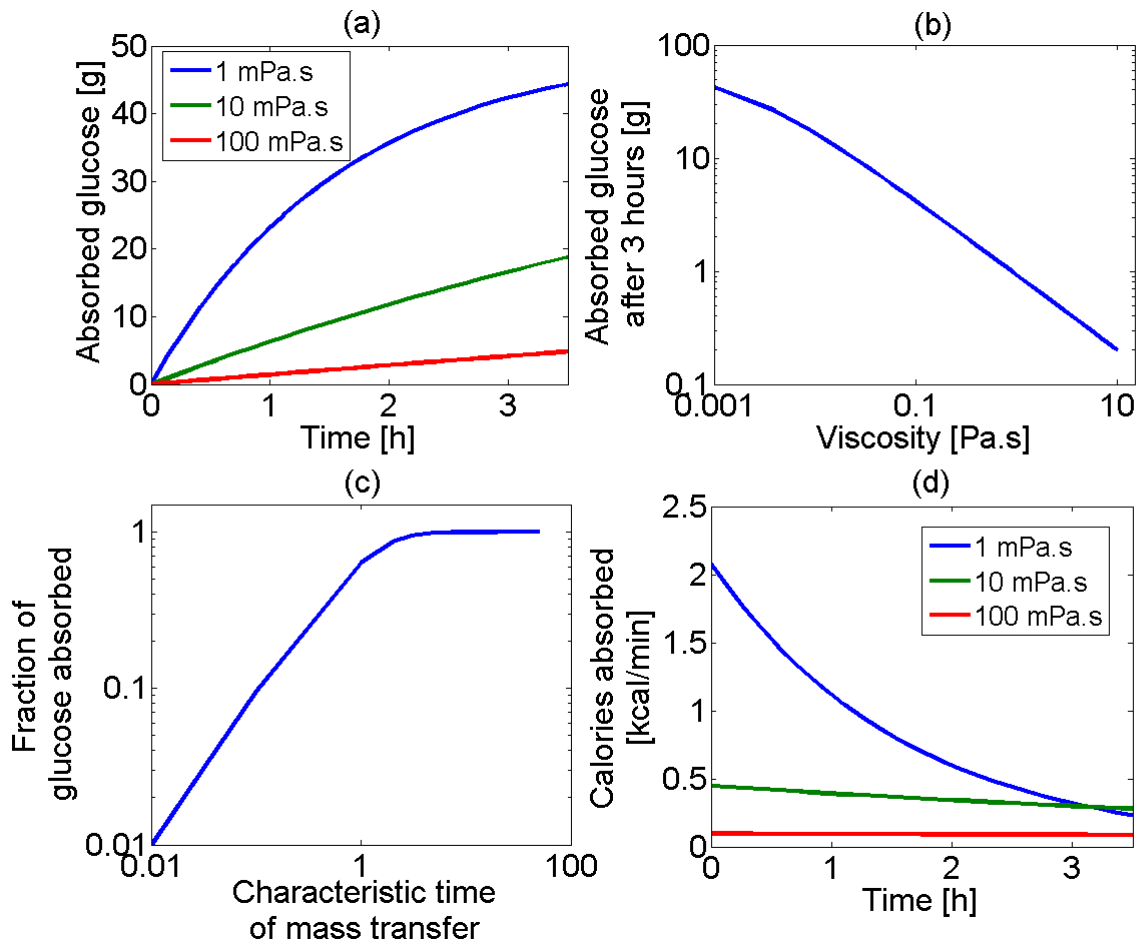 (a)
Absorbed glucose [g]
50
40
30
20
10
0
1 mPa.s
10 mPa.s
100 mPa.s
0
1
2
3
Time [h]
(b)
Absorbed glucose
after 3 hours [g]
100
10
1
0.1
0.001
0.1
10
Viscosity [Pa.s]
(c)
Fraction of
glucose absorbed
1
0.1
0.01
0.01
1
100
Characteristic time
of mass transfer
(d)
Calories absorbed
[kcal/min]
2.5
2
1.5
1
0.5
0
1 mPa.s
10 mPa.s
100 mPa.s
0
1
2
3
Time [h]